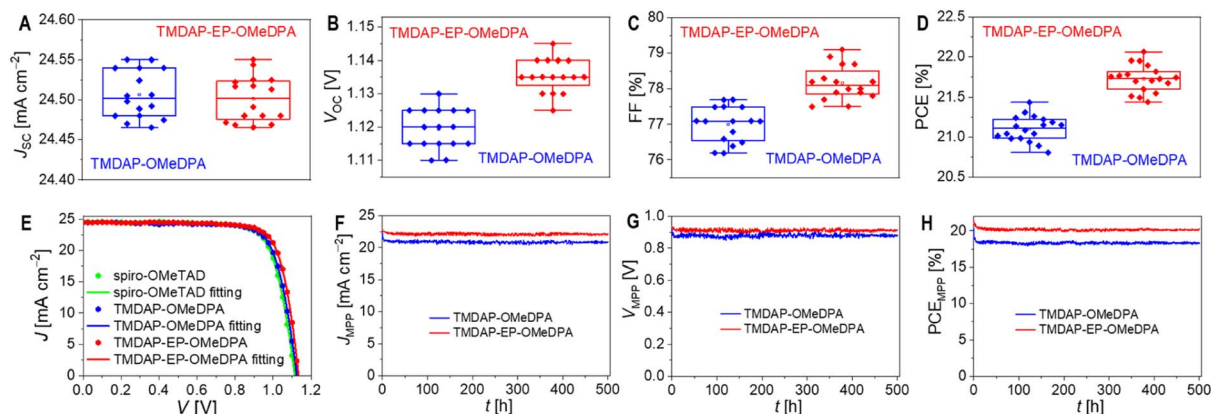 A
J_SC [mA cm−2]
24.60
24.55
24.50
24.45
24.40
TMDAP-EP-OMeDPA
TMDAP-OMeDPA
B
V_OC [V]
1.15
1.14
1.13
1.12
1.11
TMDAP-EP-OMeDPA
TMDAP-OMeDPA
C
FF [%]
80
79
78
77
76
TMDAP-EP-OMeDPA
TMDAP-OMeDPA
D
PCE [%]
22.5
22.0
21.5
21.0
20.5
TMDAP-EP-OMeDPA
TMDAP-OMeDPA
E
J [mA cm−2]
25
20
15
10
5
0
spiro-OMeTAD
spiro-OMeTAD fitting
TMDAP-OMeDPA
TMDAP-OMeDPA fitting
TMDAP-EP-OMeDPA
TMDAP-EP-OMeDPA fitting
0.0 0.2 0.4 0.6 0.8 1.0 1.2
V [V]
F
J_MPP [mA cm−2]
25
20
15
10
5
0
TMDAP-OMeDPA
TMDAP-EP-OMeDPA
0 100 200 300 400 500
t [h]
G
V_MPP [V]
1.0
0.8
0.6
0.4
0.2
0.0
TMDAP-OMeDPA
TMDAP-EP-OMeDPA
0 100 200 300 400 500
t [h]
H
PCE_MPP [%]
20
15
10
5
0
TMDAP-OMeDPA
TMDAP-EP-OMeDPA
0 100 200 300 400 500
t [h]